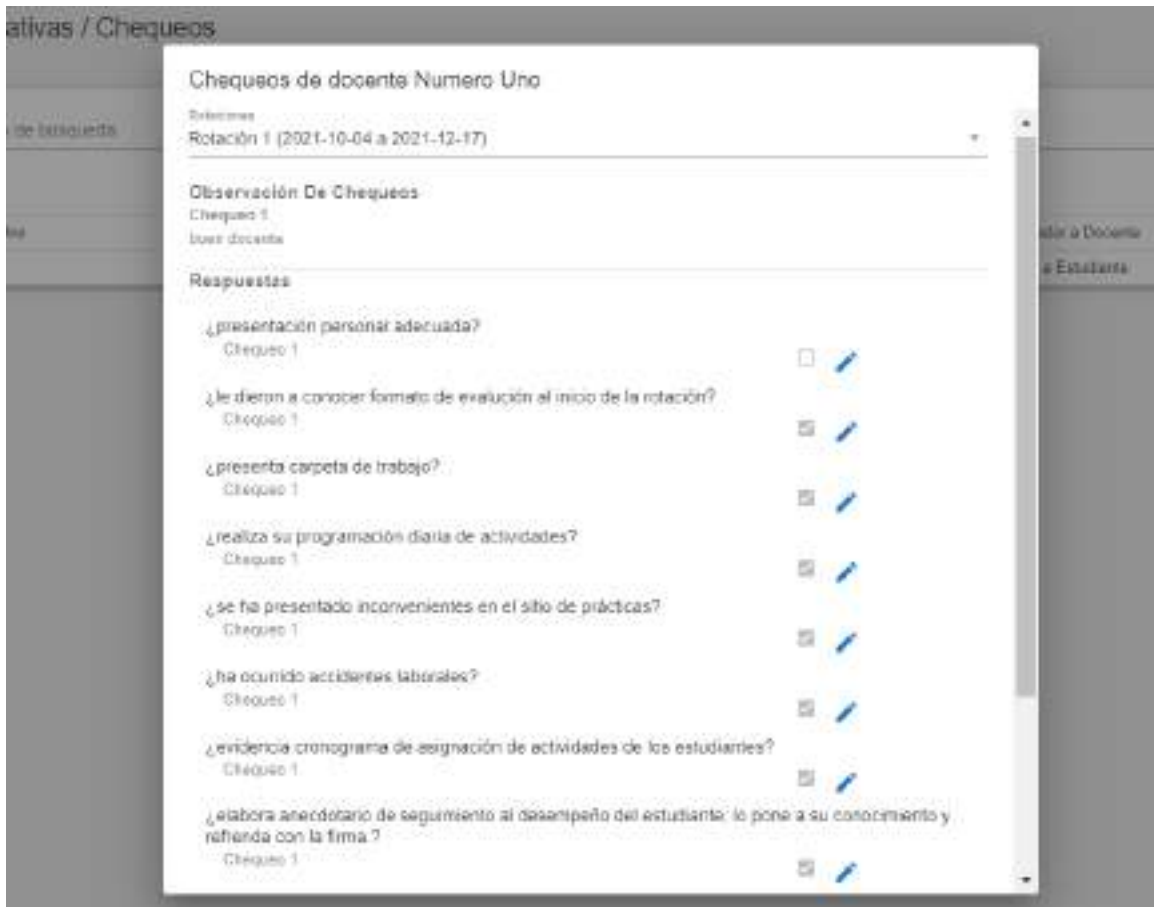 ativas / Chequeos
Chequeos de docente Numero Uno
Rotaciones
Rotación 1 (2021-10-04 a 2021-12-17)
de búsqueda
Observación De Chequeos
Chequeo 1
buen docente
a Docente
a Estudiante
Respuestas
¿presentación personal adecuada?
Chequeo 1
¿le dieron a conocer formato de evalución al inicio de la rotación?
Chequeo 1
¿presenta carpeta de trabajo?
Chequeo 1
¿realiza su programación diaria de actividades?
Chequeo 1
¿se ha presentado inconvenientes en el sitio de prácticas?
Chequeo 1
¿ha ocurrido accidentes laborales?
Chequeo 1
¿evidencia cronograma de asignación de actividades de los estudiantes?
Chequeo 1
¿elabora anecdotario de seguimiento al desempeño del estudiante, lo pone a su conocimiento y
refrenda con la firma ?
Chequeo 1